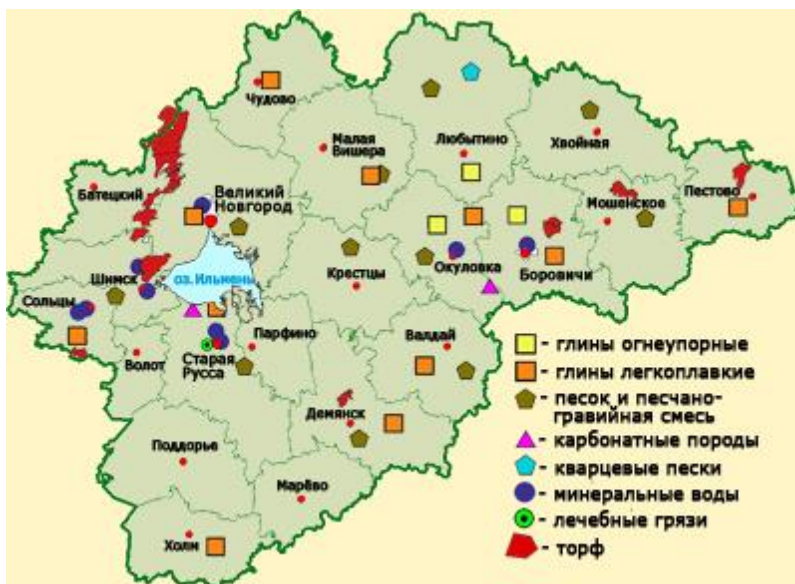 Чудово
Малая
Вишера
Любытино
Хвойная
Батецкий
Великий
Новгород
Мошенское
Пестово
Шимск
оз. Ильмень
Крестцы
Окуловка
Боровичи
Сольцы
Волот
Старая
Русса
Парфино
Валдай
Демянск
Поддорье
Марёво
Холм
- глины огнеупорные
- глины легкоплавкие
- песок и песчано-
гравийная смесь
- карбонатные породы
- кварцевые пески
- минеральные воды
- лечебные грязи
- торф